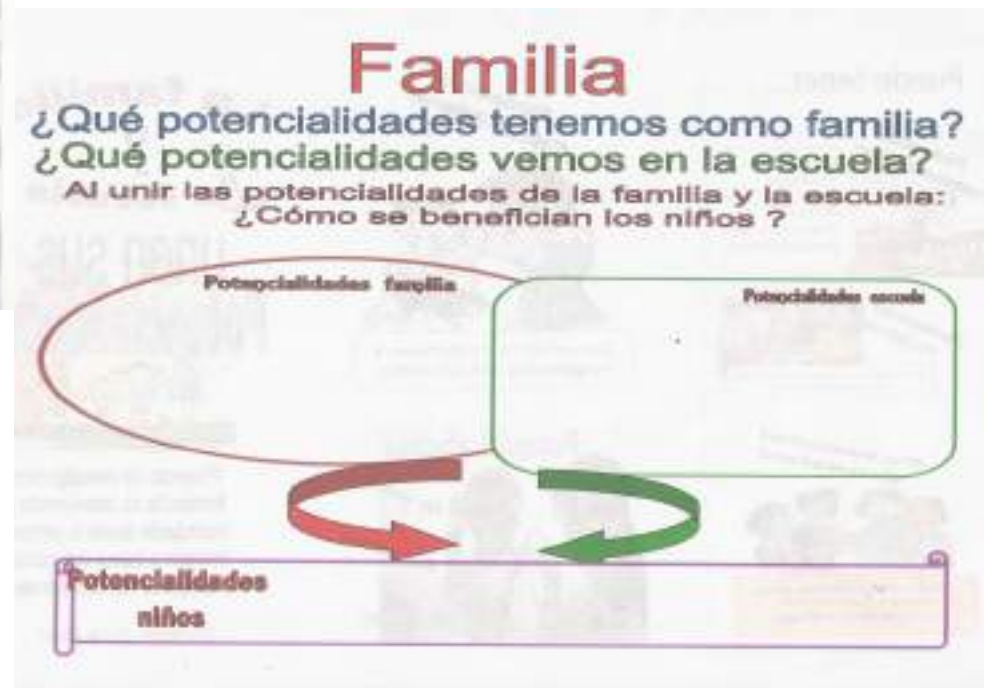 Familia
¿Qué potencialidades tenemos como familia?
¿Qué potencialidades vemos en la escuela?
Al unir las potencialidades de la familia y la escuela:
¿Cómo se benefician los niños ?
Potencialidades familia
Potencialidades escuela
Potencialidades
niños